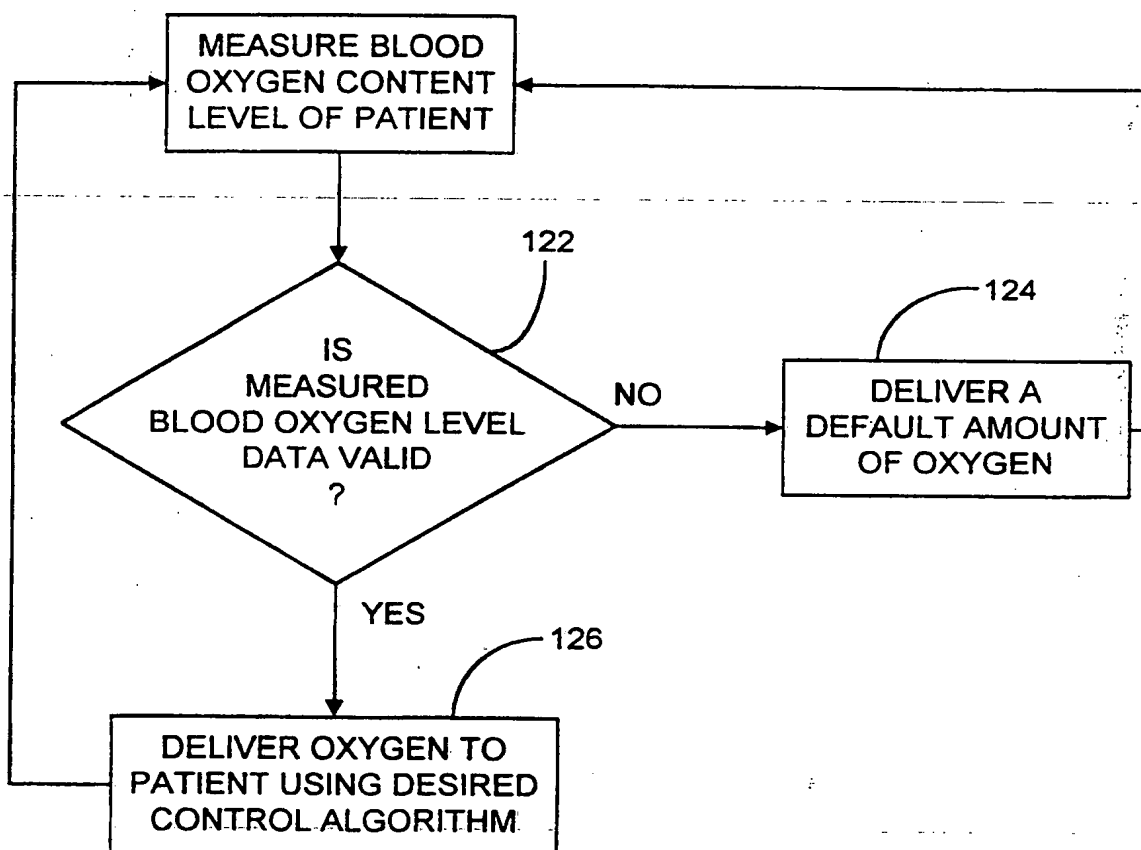 MEASURE BLOOD
OXYGEN CONTENT
LEVEL OF PATIENT
122
IS
MEASURED
BLOOD OXYGEN LEVEL
DATA VALID
?
NO
124
DELIVER A
DEFAULT AMOUNT
OF OXYGEN
YES
126
DELIVER OXYGEN TO
PATIENT USING DESIRED
CONTROL ALGORITHM